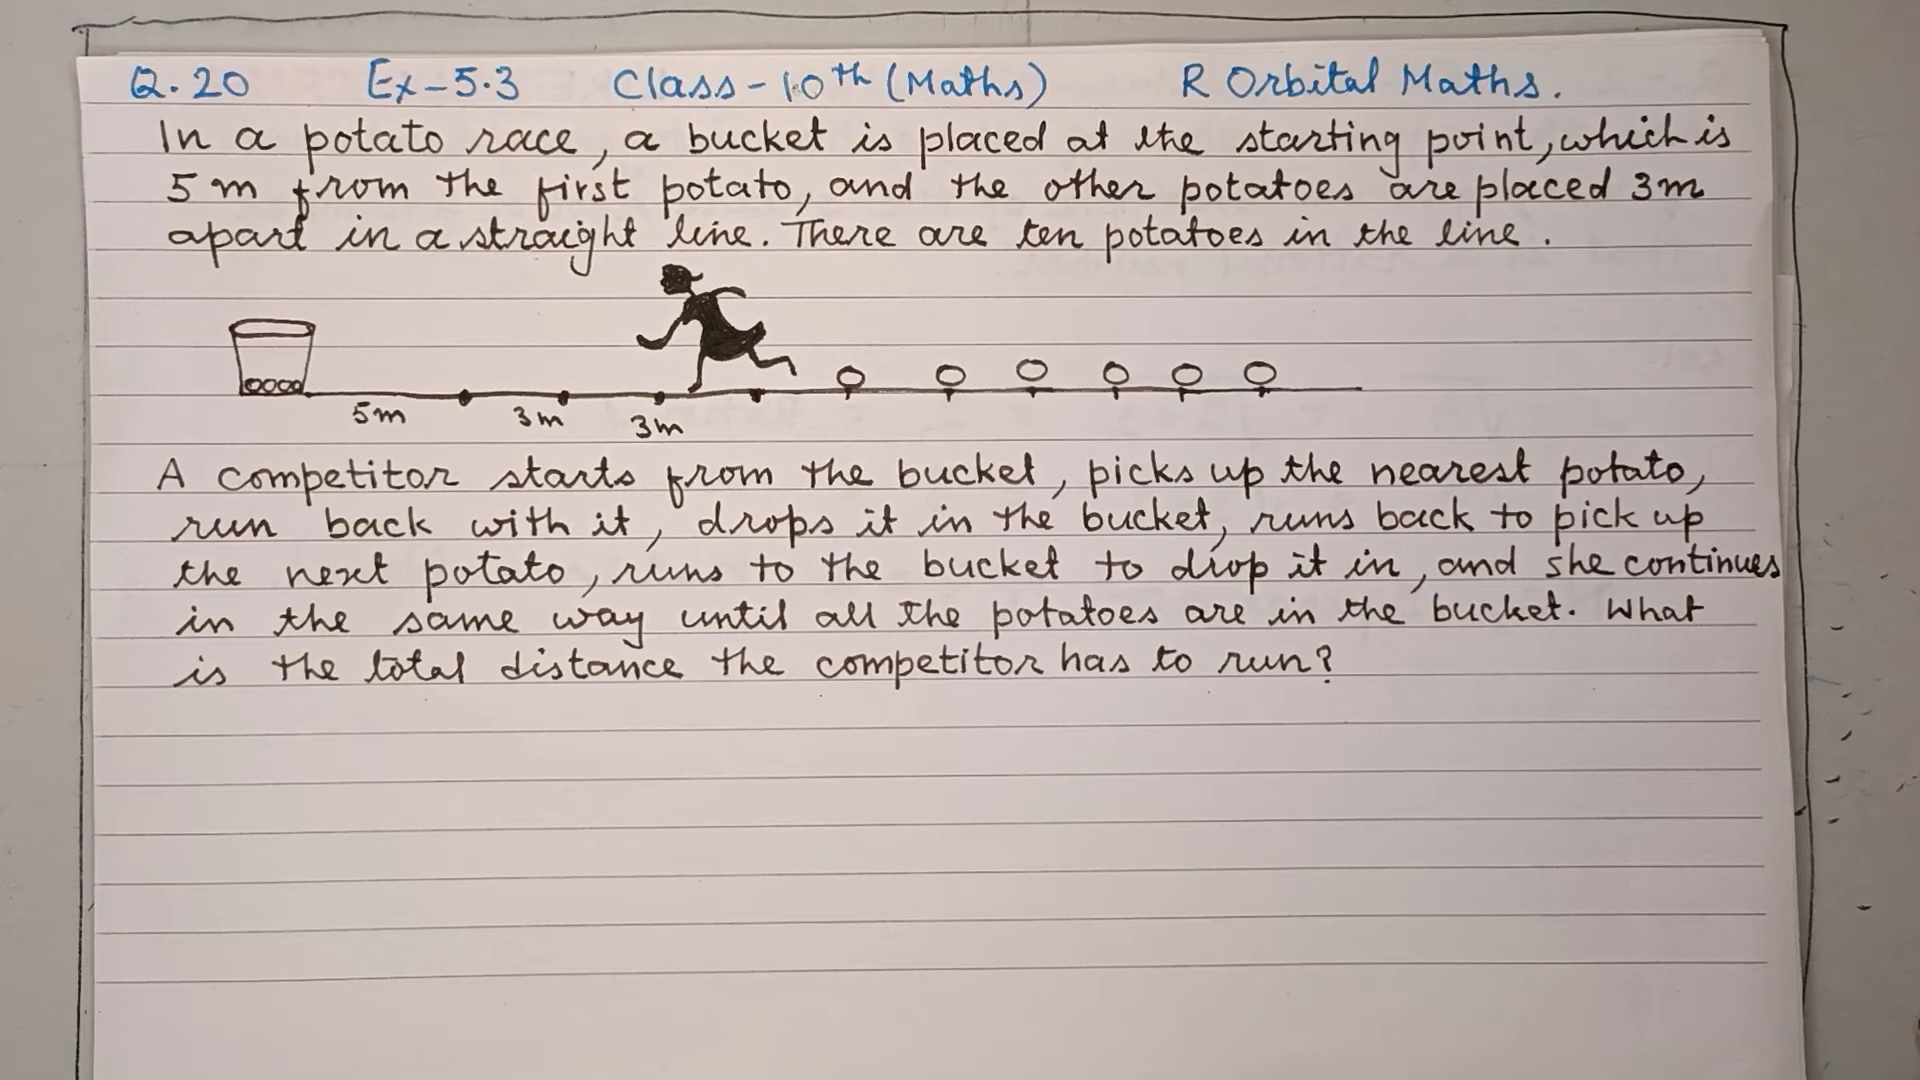 Q.20 Ex-5.3 Class-10th (Maths) R Orbital Maths.
In a potato race, a bucket is placed at the starting point, which is
5m from the first potato, and the other potatoes are placed 3m
apart in a straight line. There are ten potatoes in the line.
5m 3m 3m
A competitor starts from the bucket, picks up the nearest potato,
run back with it, drops it in the bucket, runs back to pick up
the next potato, runs to the bucket to drop it in, and she continues
in the same way until all the potatoes are in the bucket. What
is the total distance the competitor has to run?